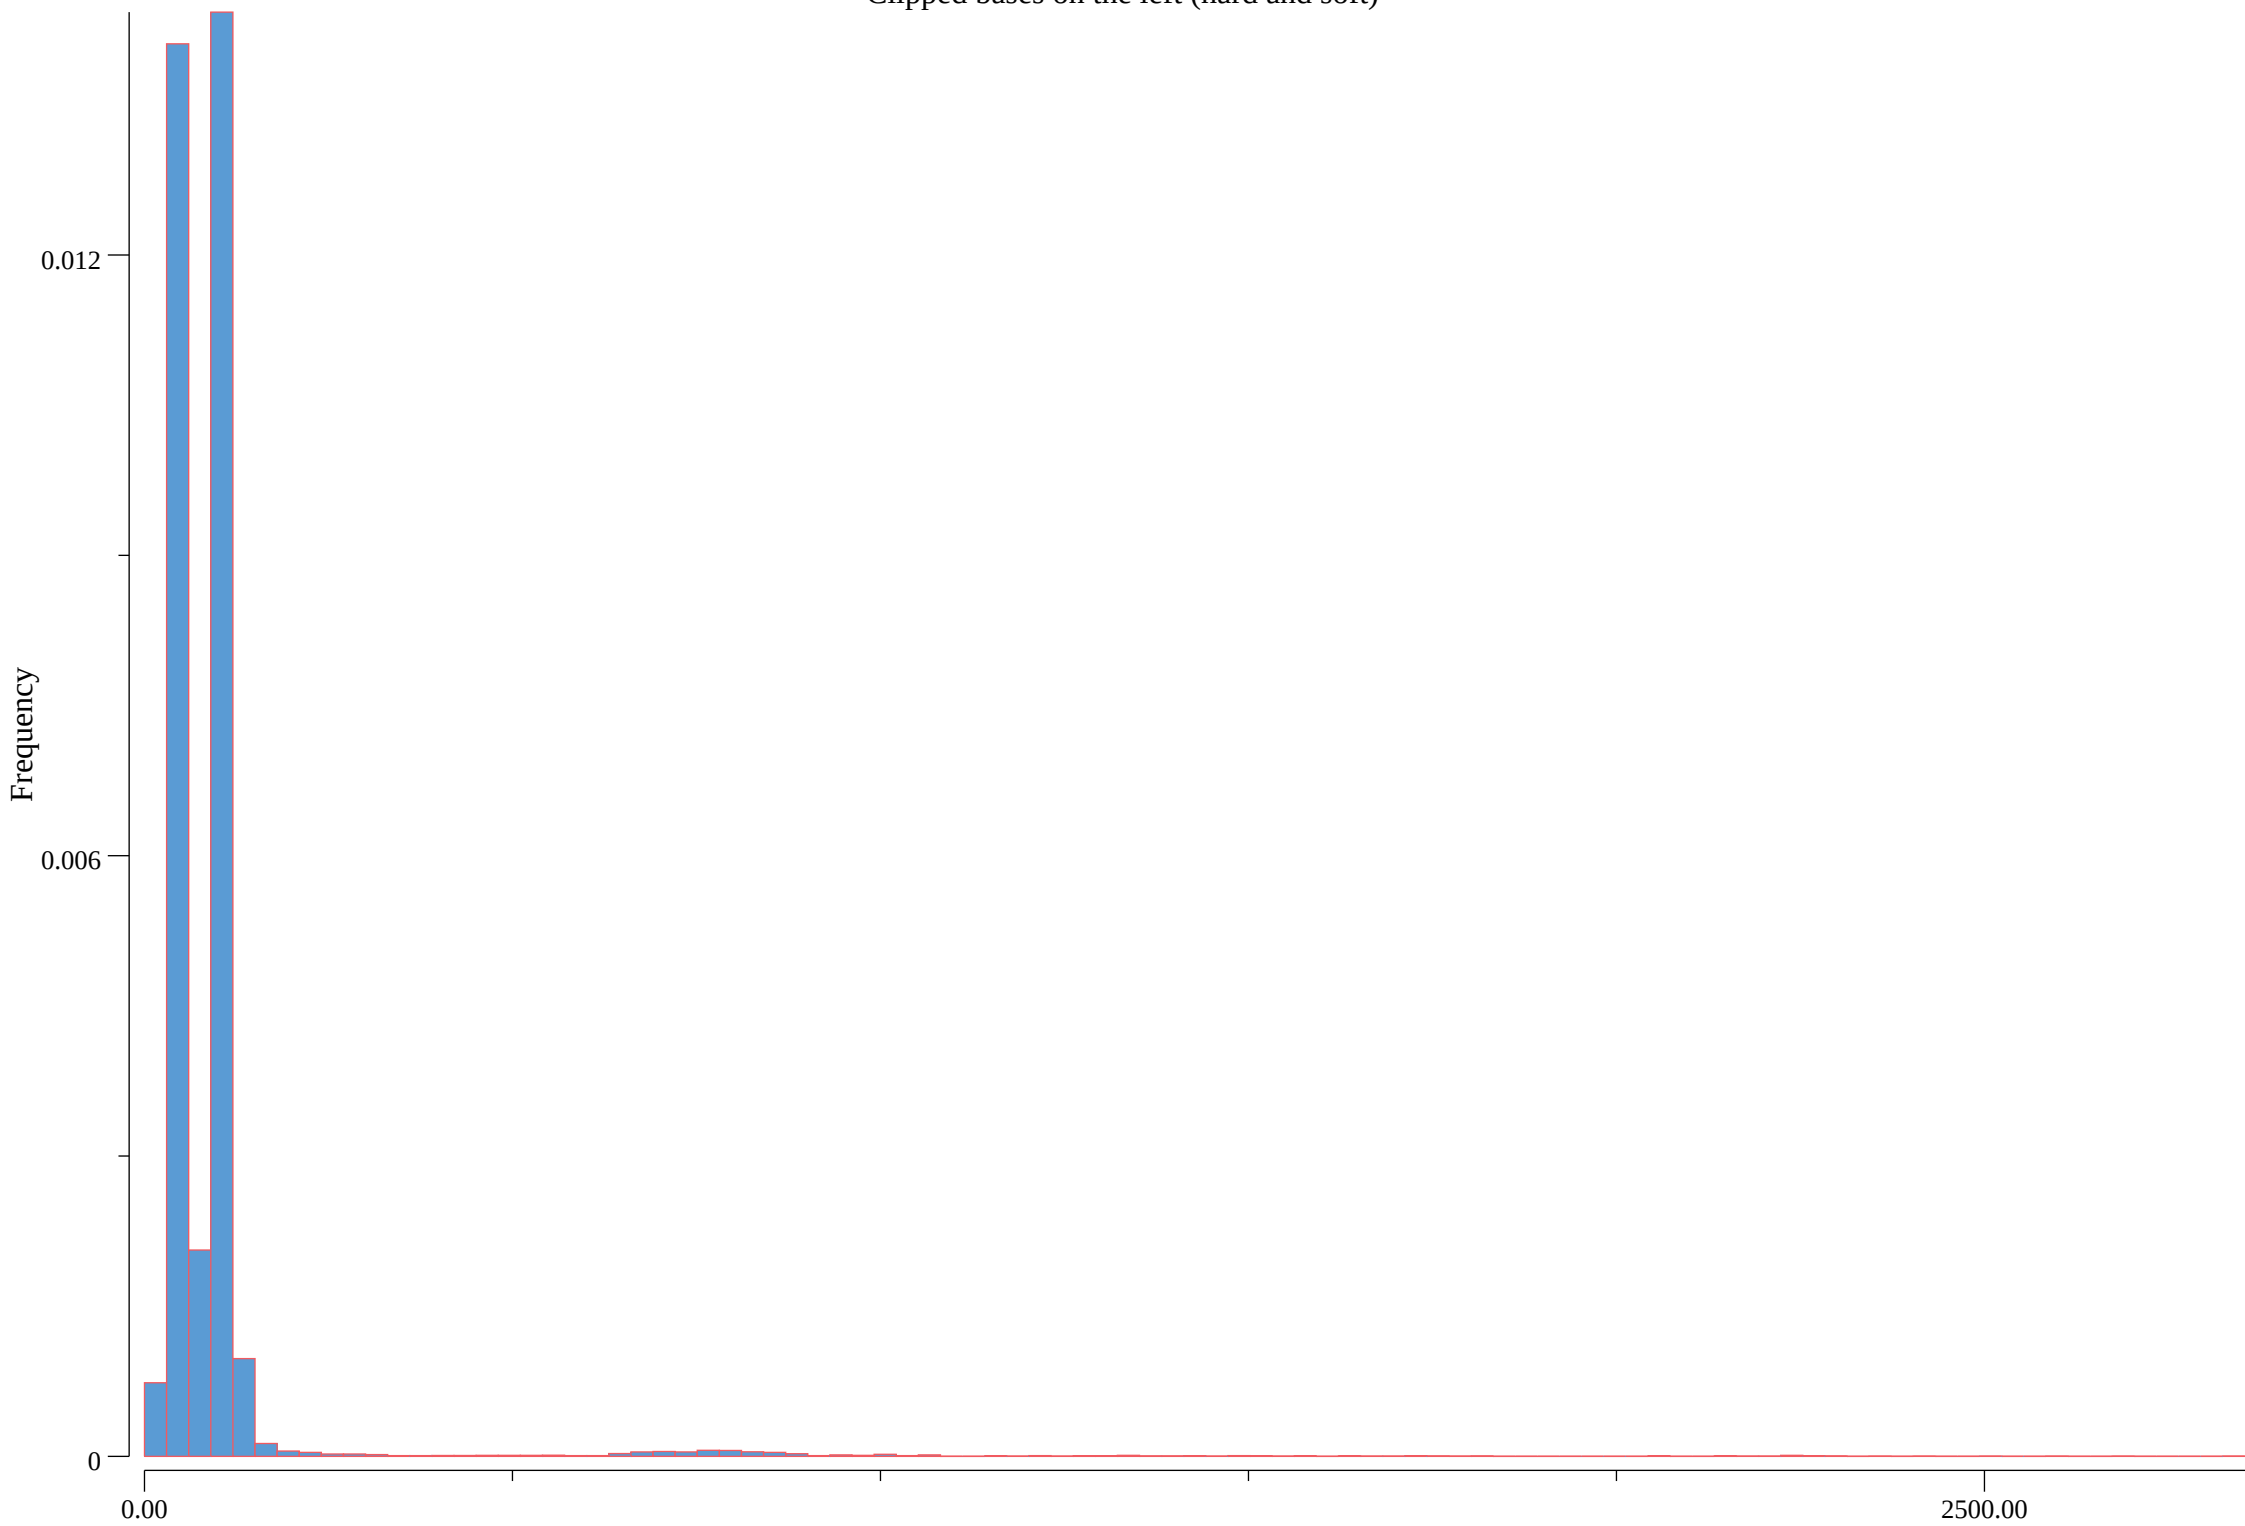 Clipped bases on the left (hard and soft)
0.012
Frequency
0.006
0
0.00
2500.00